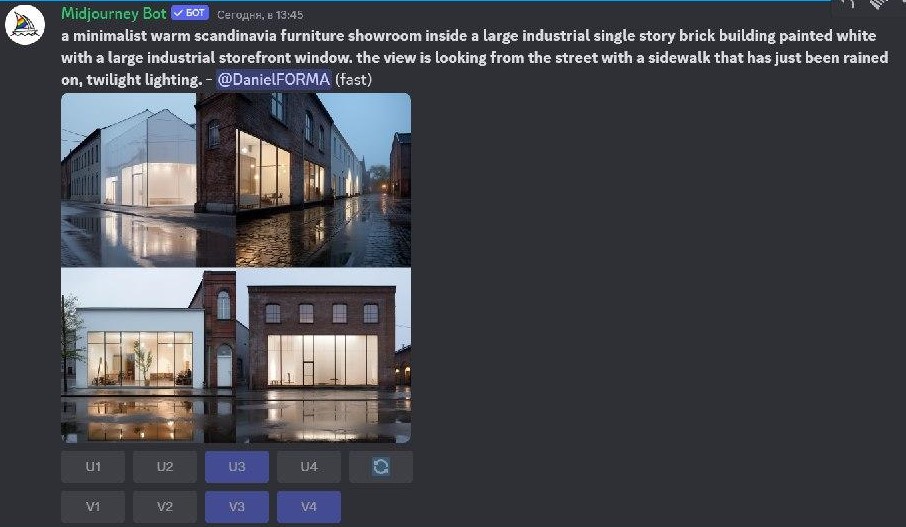 Midjourney Bot ✓ БОТ Сегодня, в 13:45
a minimalist warm scandinavia furniture showroom inside a large industrial single story brick building painted white
with a large industrial storefront window. the view is looking from the street with a sidewalk that has just been rained
on, twilight lighting. - @DanielFORMA (fast)
U1 U2 U3 U4
V1 V2 V3 V4